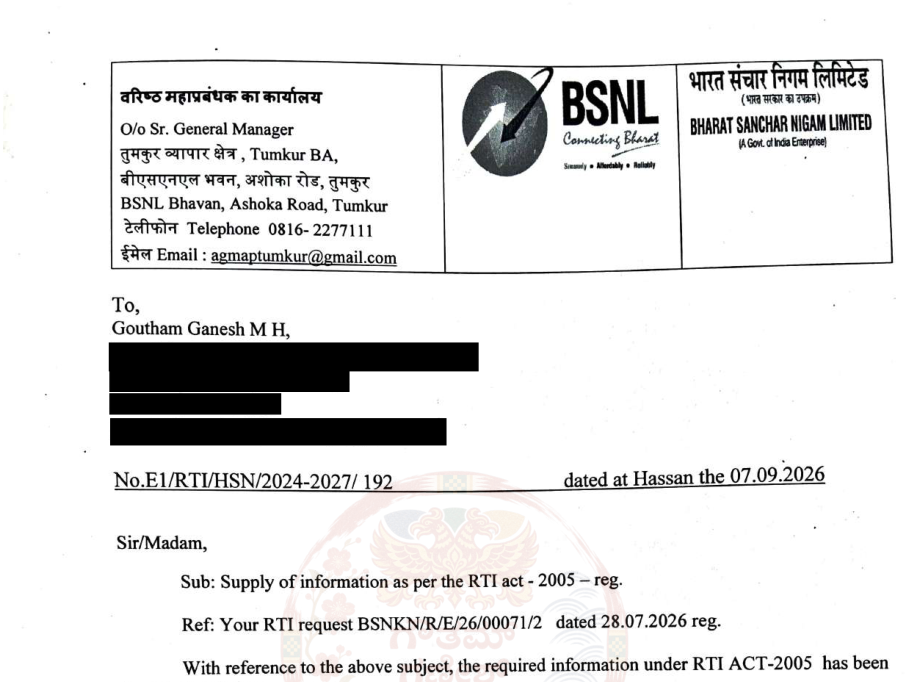 वरिष्ठ महाप्रबंधक का कार्यालय
O/o Sr. General Manager
तुमकुर व्यापार क्षेत्र , Tumkur BA,
बीएसएनएल भवन, अशोका रोड, तुमकुर
BSNL Bhavan, Ashoka Road, Tumkur
टेलीफोन Telephone 0816- 2277111
ईमेल Email : agmaptumkur@gmail.com
BSNL
Connecting Bharat
Securely • Affordably • Reliably
भारत संचार निगम लिमिटेड
(भारत सरकार का उपक्रम)
BHARAT SANCHAR NIGAM LIMITED
(A Govt. of India Enterprise)
To,
Goutham Ganesh M H,
No.E1/RTI/HSN/2024-2027/ 192 dated at Hassan the 07.09.2026
Sir/Madam,
Sub: Supply of information as per the RTI act - 2005 – reg.
Ref: Your RTI request BSNKN/R/E/26/00071/2 dated 28.07.2026 reg.
ಗೌತಮ್
With reference to the above subject, the required information under RTI ACT-2005 has been